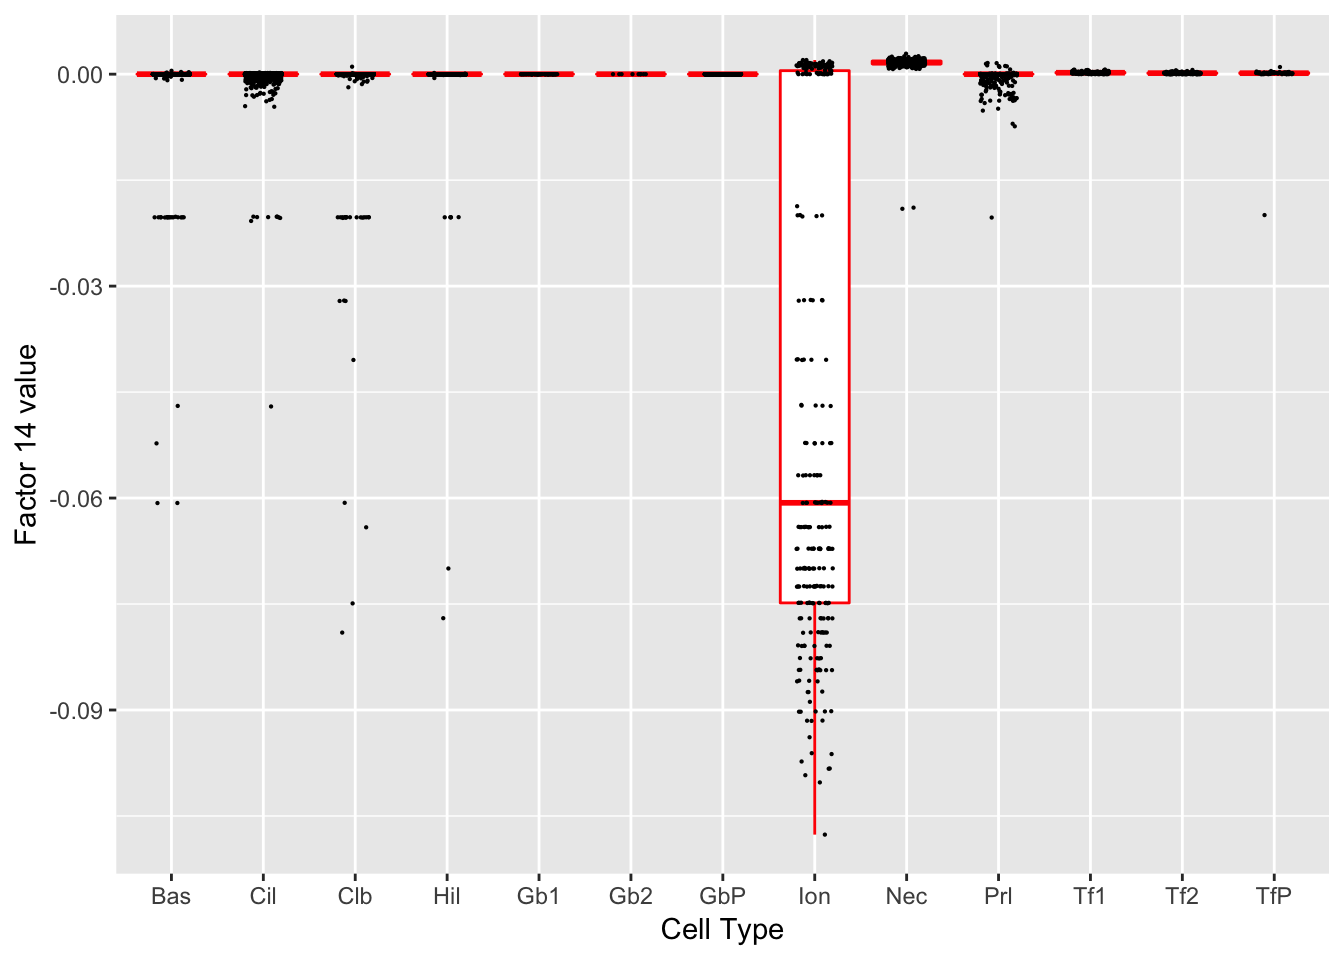 0.00
-0.03
-0.06
-0.09
Factor 14 value
Bas Cil Clb Hil Gb1 Gb2 GbP Ion Nec Prl Tf1 Tf2 TfP
Cell Type